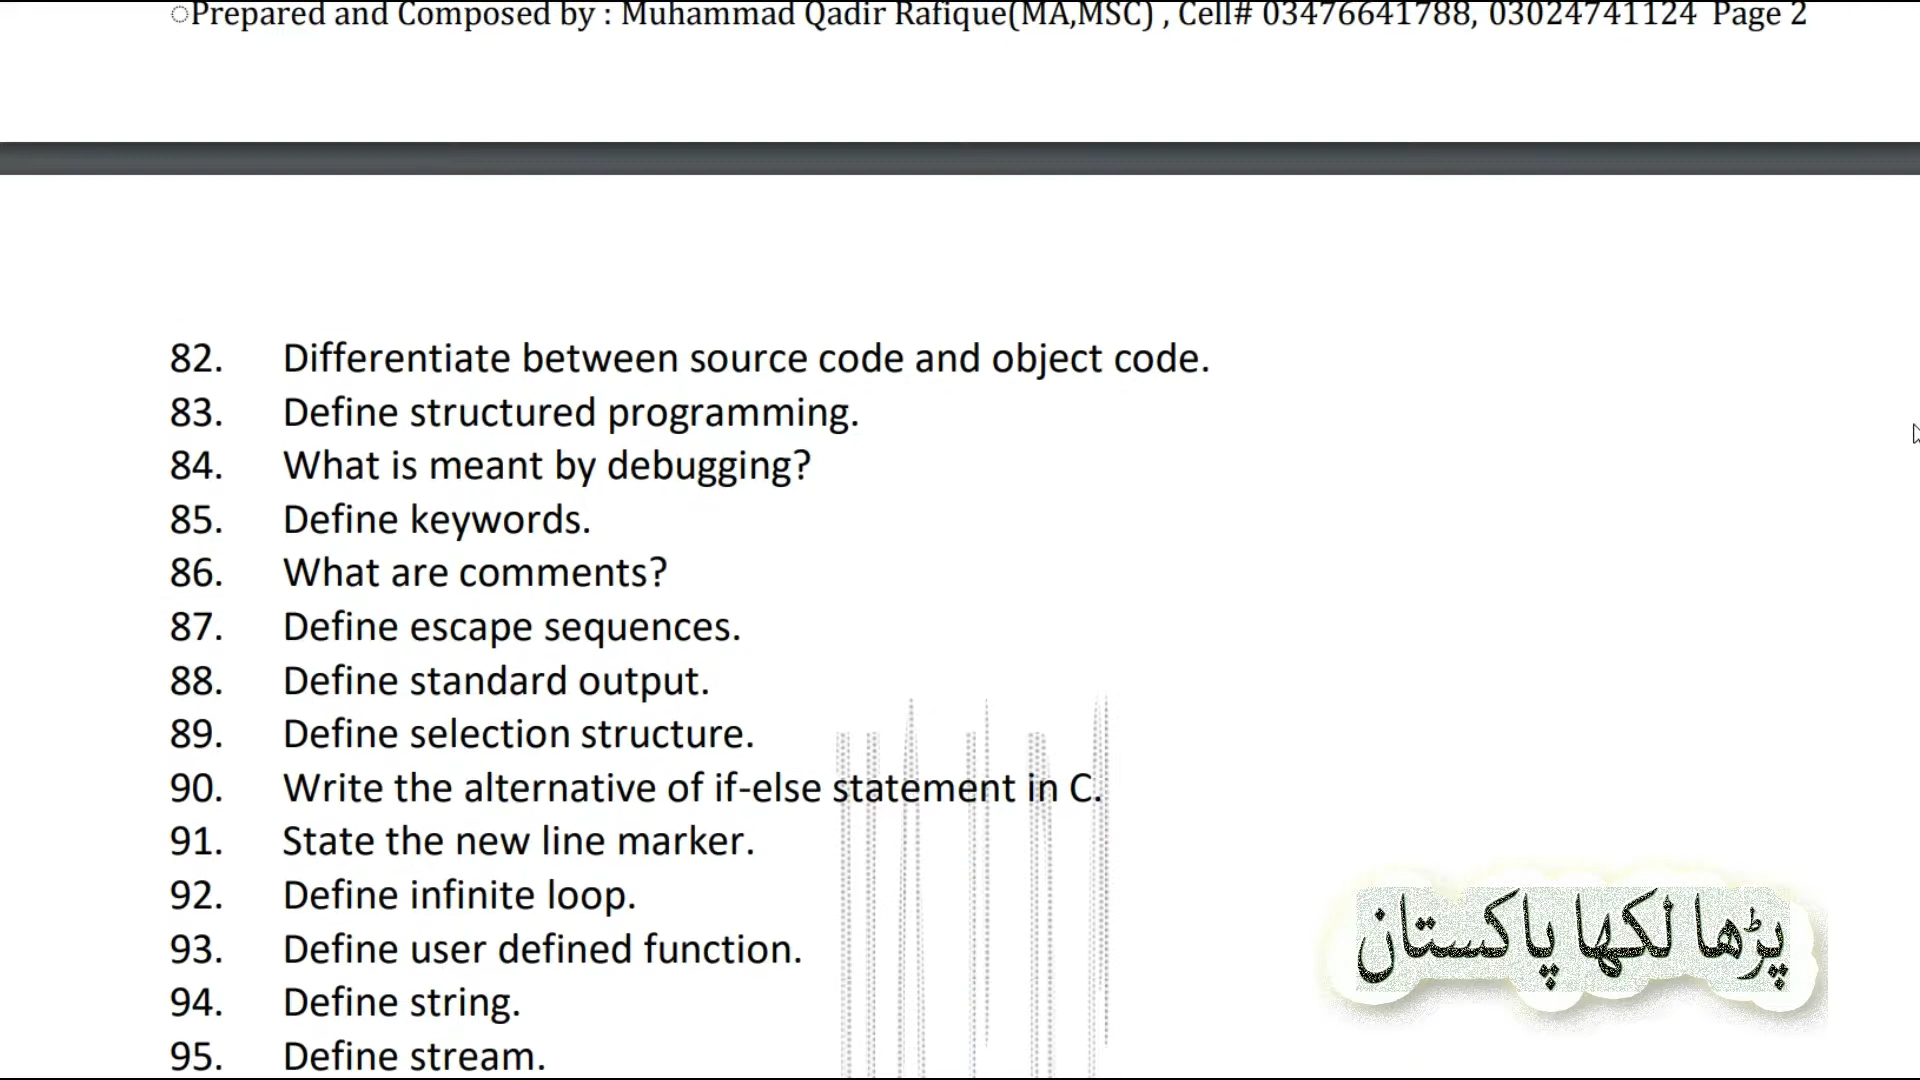 Prepared and Composed by : Muhammad Qadir Rafique(MA,MSC) , Cell# 03476641788, 03024741124 Page 2
82. Differentiate between source code and object code.
83. Define structured programming.
84. What is meant by debugging?
85. Define keywords.
86. What are comments?
87. Define escape sequences.
88. Define standard output.
89. Define selection structure.
90. Write the alternative of if-else statement in C.
91. State the new line marker.
92. Define infinite loop.
93. Define user defined function.
94. Define string.
95. Define stream.
پڑھا لکھا پاکستان